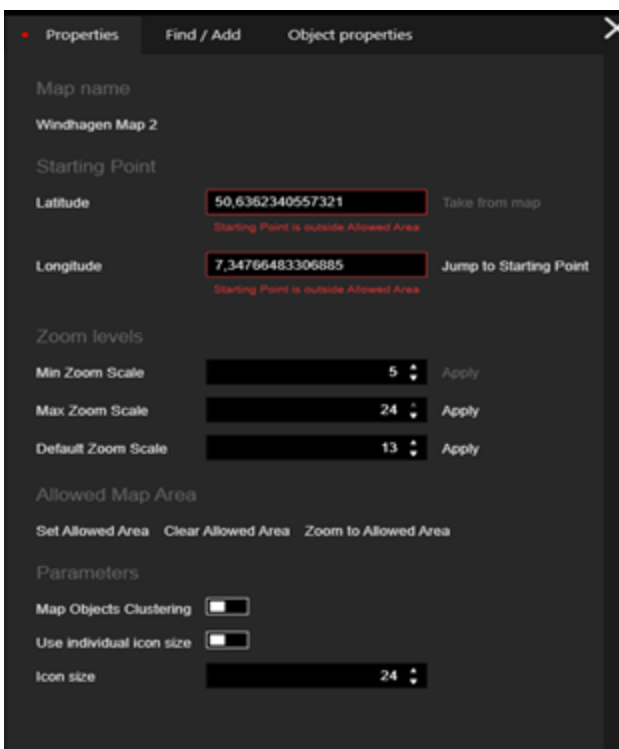 Properties Find / Add Object properties
Map name
Windhagen Map 2
Starting Point
Latitude 50,6362340557321 Take from map
Starting Point is outside Allowed Area
Longitude 7,34766483306885 Jump to Starting Point
Starting Point is outside Allowed Area
Zoom levels
Min Zoom Scale 5 Apply
Max Zoom Scale 24 Apply
Default Zoom Scale 13 Apply
Allowed Map Area
Set Allowed Area Clear Allowed Area Zoom to Allowed Area
Parameters
Map Objects Clustering
Use individual icon size
Icon size 24